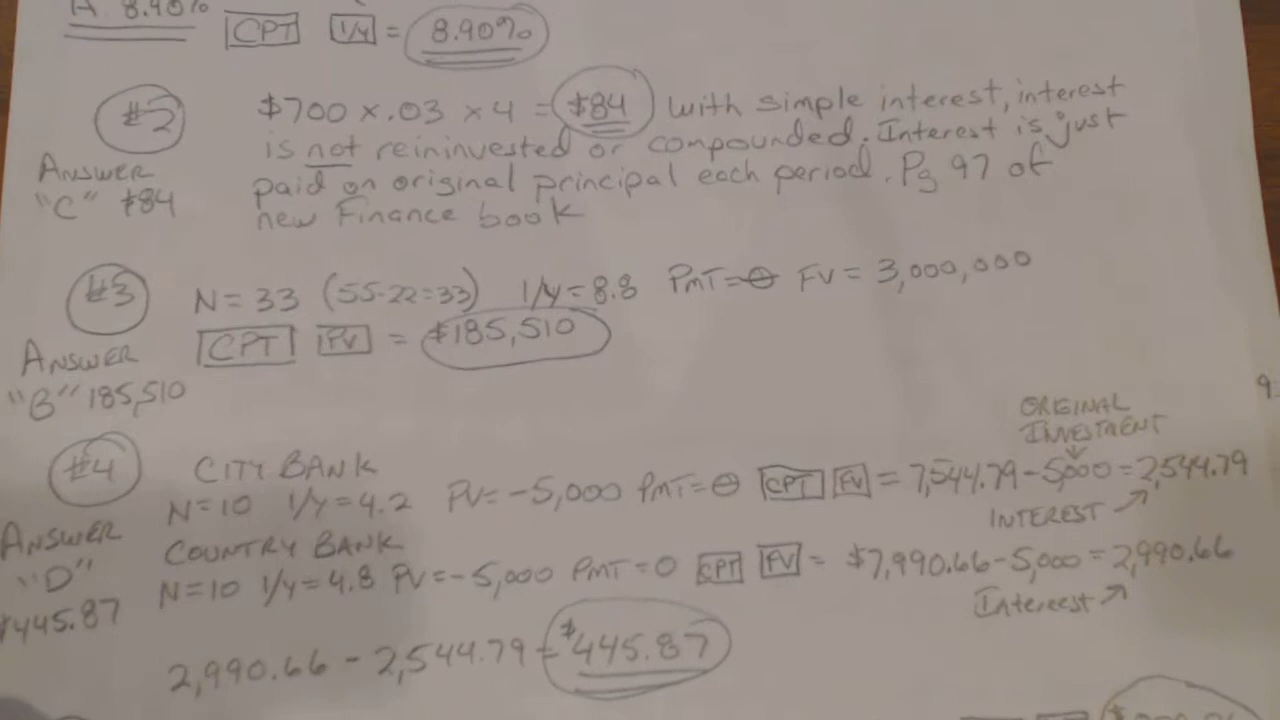 A 8.90% CPT I/Y = 8.90%
#2 $700 x .03 x 4 = $84 with simple interest, interest
is not reininvested or compounded. Interest is just
paid on original principal each period. Pg 97 of
new Finance book
Answer
"C" $84
#3 N = 33 (55-22=33) I/Y = 8.8 PmT=0 FV = 3,000,000
CPT PV = $185,510
Answer
"B" 185,510
9
ORIGINAL
INVESTMENT
#4 CITY BANK
N=10 I/Y = 4.2 PV= -5,000 PMT=0 CPT FV = 7,544.79 - 5,000 = 2,544.79
INTEREST
Answer
"D"
$445.87
COUNTRY BANK
N=10 I/Y = 4.8 PV= -5,000 PMT=0 CPT FV = $7,990.66 - 5,000 = 2,990.66
Intereest
2,990.66 - 2,544.79 = $445.87